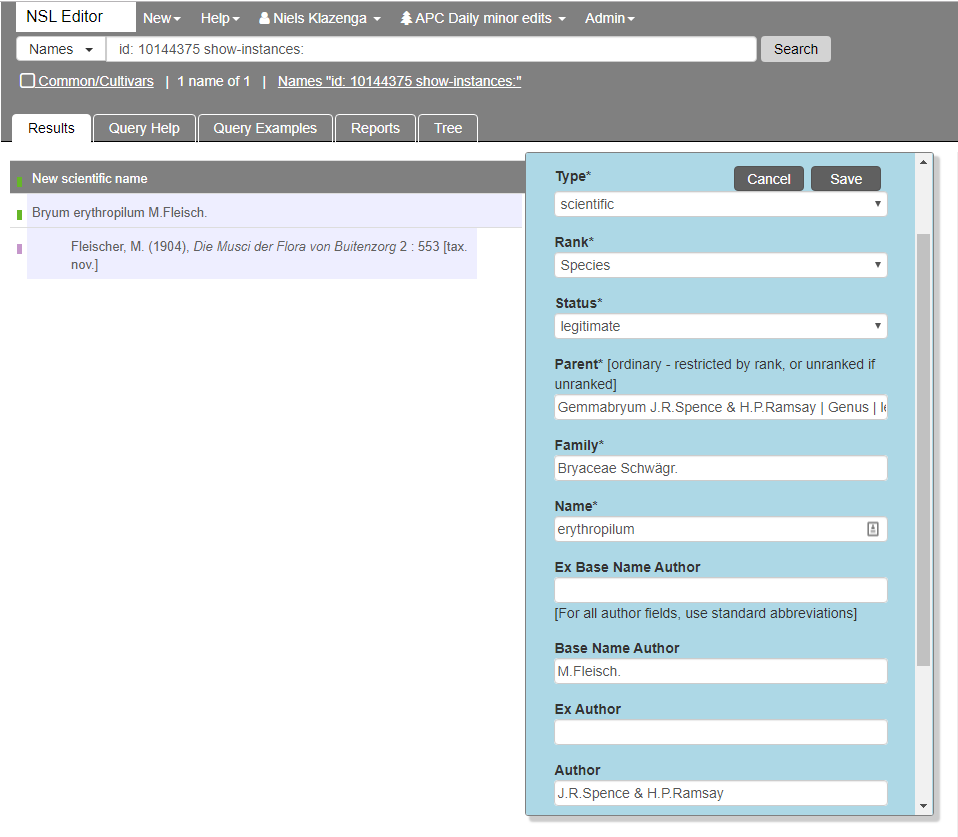 NSL Editor New Help Niels Klazenga APC Daily minor edits Admin
Names id: 10144375 show-instances: Search
Common/Cultivars | 1 name of 1 | Names "id: 10144375 show-instances:"
Results Query Help Query Examples Reports Tree
New scientific name
Bryum erythropilum M.Fleisch.
Fleischer, M. (1904), Die Musci der Flora von Buitenzorg 2 : 553 [tax.
nov.]
Type*
Cancel Save
scientific
Rank*
Species
Status*
legitimate
Parent* [ordinary - restricted by rank, or unranked if
unranked]
Gemmabryum J.R.Spence & H.P.Ramsay | Genus |
Family*
Bryaceae Schwägr.
Name*
erythropilum
Ex Base Name Author
[For all author fields, use standard abbreviations]
Base Name Author
M.Fleisch.
Ex Author
Author
J.R.Spence & H.P.Ramsay